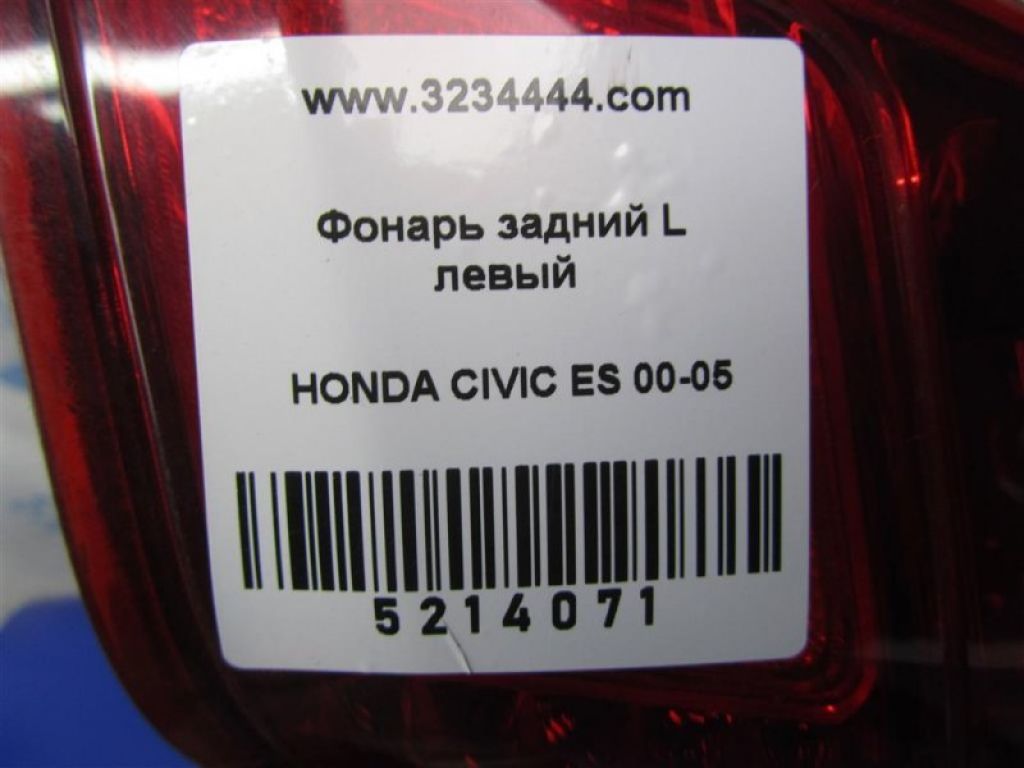 www.3234444.com
Фонарь задний L
левый
HONDA CIVIC ES 00-05
5214071